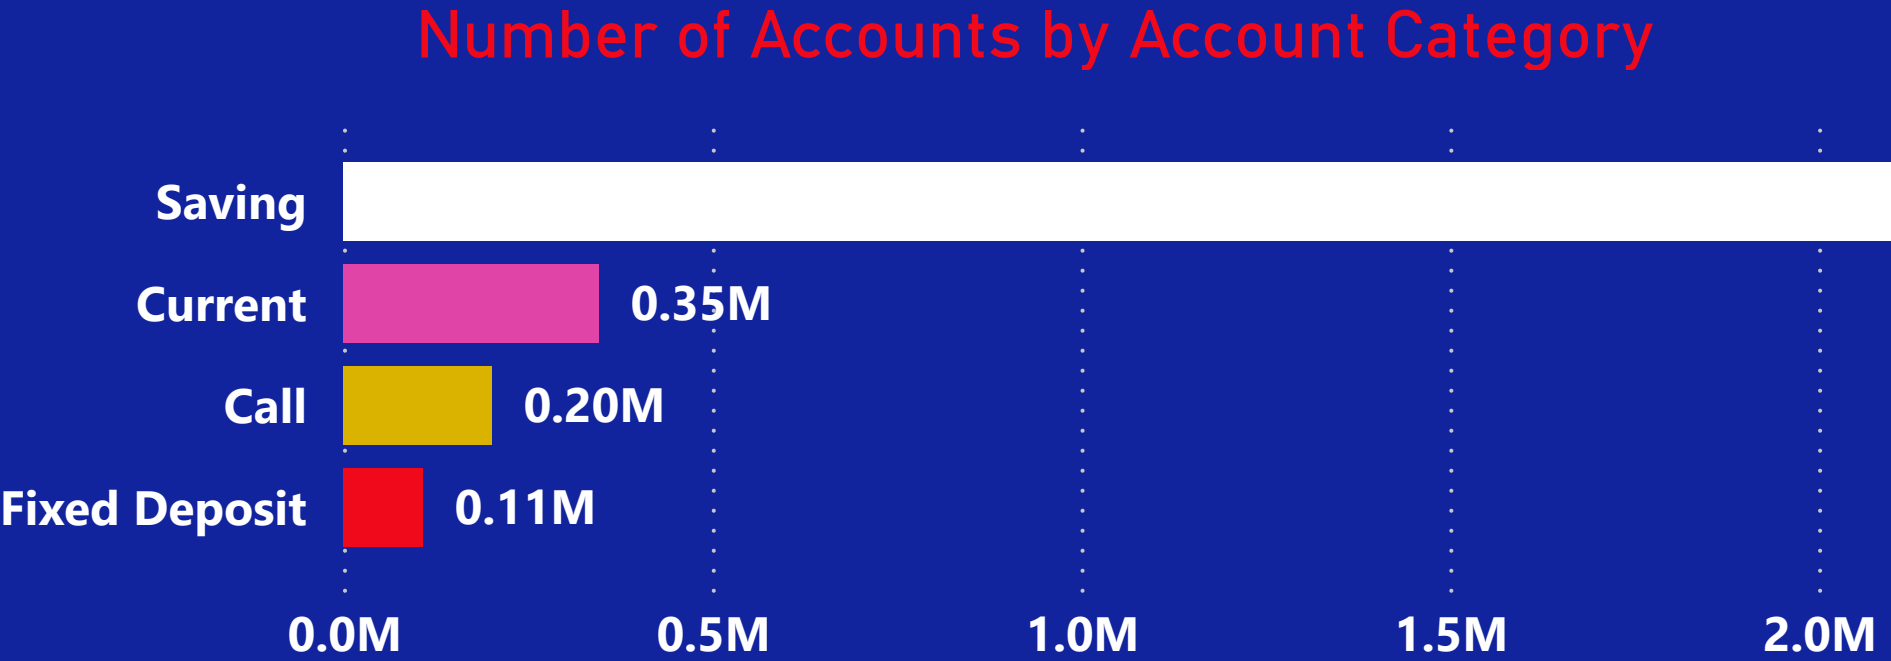 Number of Accounts by Account Category
Saving
Current 0.35M
Call 0.20M
Fixed Deposit 0.11M
0.0M 0.5M 1.0M 1.5M 2.0M